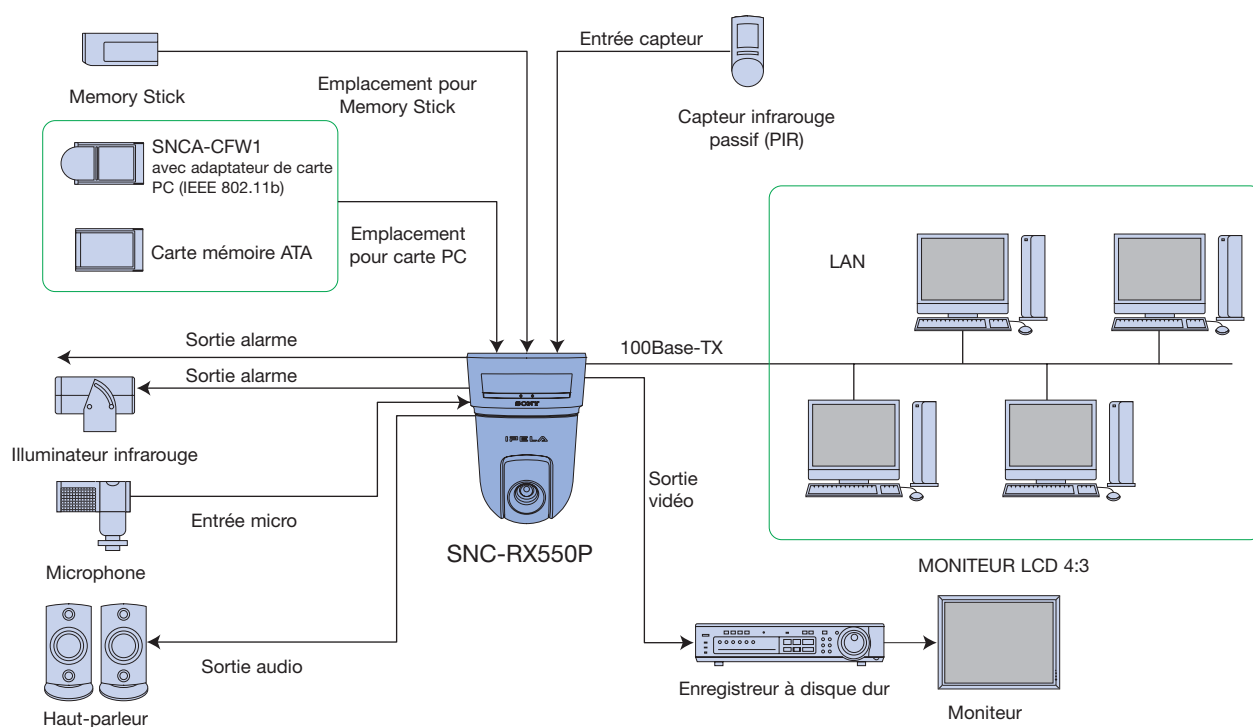 Entrée capteur
Memory Stick
Emplacement pour
Memory Stick
Capteur infrarouge
passif (PIR)
SNCA-CFW1
avec adaptateur de carte
PC (IEEE 802.11b)
Carte mémoire ATA
Emplacement
pour carte PC
LAN
Sortie alarme
100Base-TX
Sortie alarme
SONY
IPELA
Illuminateur infrarouge
Sortie
vidéo
Entrée micro
SNC-RX550P
Microphone
MONITEUR LCD 4:3
Sortie audio
Enregistreur à disque dur
Haut-parleur
Moniteur